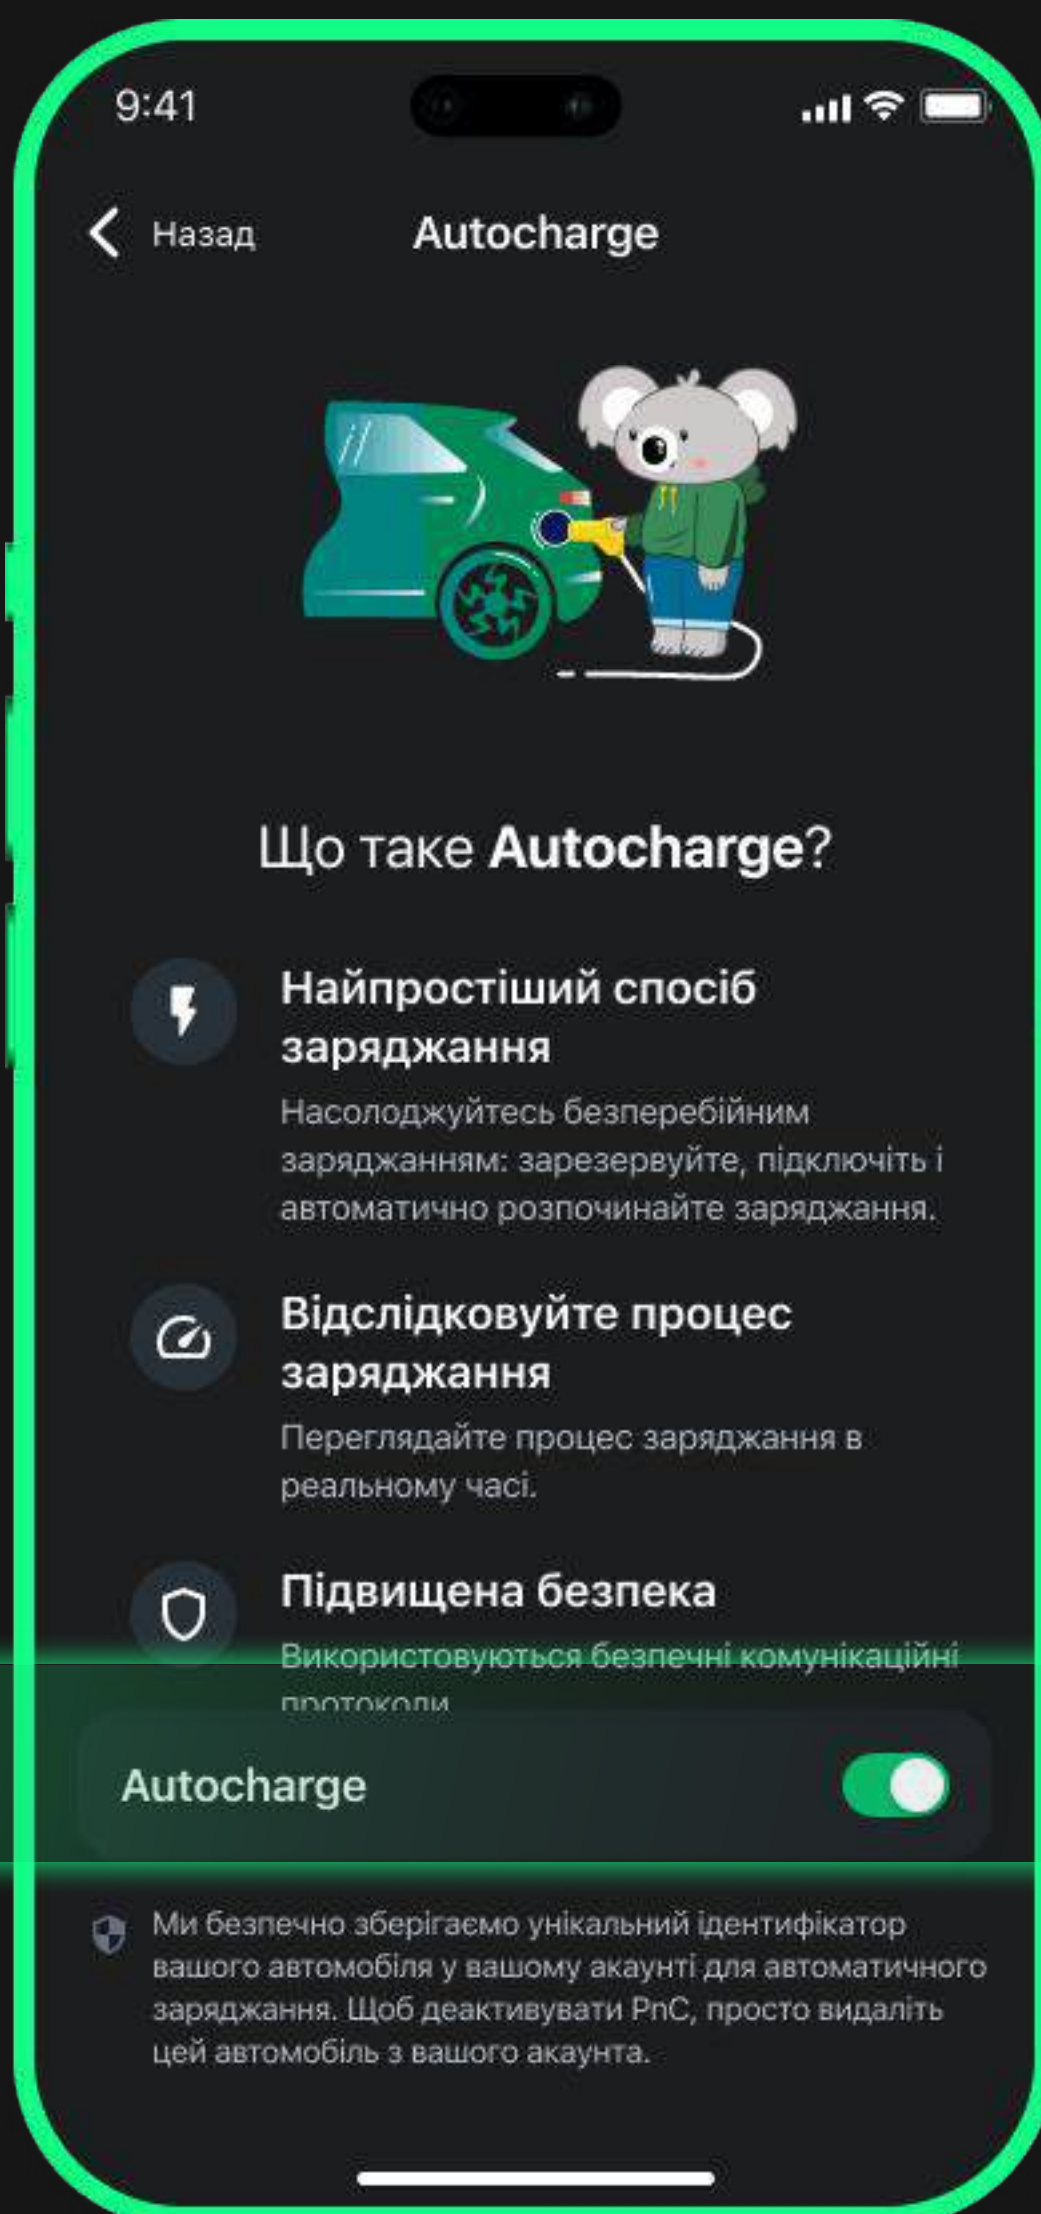 9:41
Назад
Autocharge
Що таке Autocharge?
Найпростіший спосіб
заряджання
Насолоджуйтесь безперебійним
заряджанням: зарезервуйте, підключіть і
автоматично розпочинайте заряджання.
Відслідковуйте процес
заряджання
Переглядайте процес заряджання в
реальному часі.
Підвищена безпека
Використовуються безпечні комунікаційні
протоколи
Autocharge
Ми безпечно зберігаємо унікальний ідентифікатор
вашого автомобіля у вашому акаунті для автоматичного
заряджання. Щоб деактивувати PnC, просто видаліть
цей автомобіль з вашого акаунта.